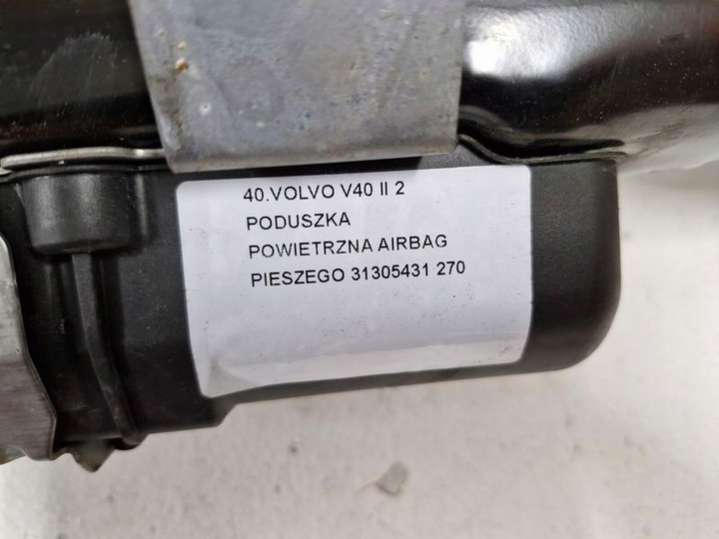 40.VOLVO V40 II 2
PODUSZKA
POWIETRZNA AIRBAG
PIESZEGO 31305431 270